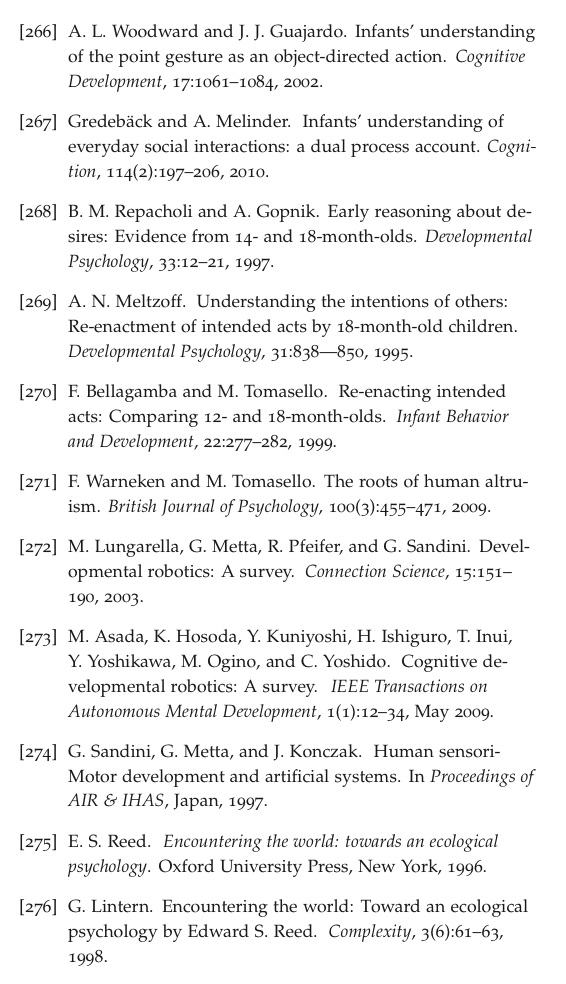 [266] A. L. Woodward and J. J. Guajardo. Infants' understanding
of the point gesture as an object-directed action. Cognitive
Development, 17:1061–1084, 2002.
[267] Gredebäck and A. Melinder. Infants' understanding of
everyday social interactions: a dual process account. Cogni-
tion, 114(2):197–206, 2010.
[268] B. M. Repacholi and A. Gopnik. Early reasoning about de-
sires: Evidence from 14- and 18-month-olds. Developmental
Psychology, 33:12–21, 1997.
[269] A. N. Meltzoff. Understanding the intentions of others:
Re-enactment of intended acts by 18-month-old children.
Developmental Psychology, 31:838—850, 1995.
[270] F. Bellagamba and M. Tomasello. Re-enacting intended
acts: Comparing 12- and 18-month-olds. Infant Behavior
and Development, 22:277–282, 1999.
[271] F. Warneken and M. Tomasello. The roots of human altru-
ism. British Journal of Psychology, 100(3):455–471, 2009.
[272] M. Lungarella, G. Metta, R. Pfeifer, and G. Sandini. Devel-
opmental robotics: A survey. Connection Science, 15:151–
190, 2003.
[273] M. Asada, K. Hosoda, Y. Kuniyoshi, H. Ishiguro, T. Inui,
Y. Yoshikawa, M. Ogino, and C. Yoshido. Cognitive de-
velopmental robotics: A survey. IEEE Transactions on
Autonomous Mental Development, 1(1):12–34, May 2009.
[274] G. Sandini, G. Metta, and J. Konczak. Human sensori-
Motor development and artificial systems. In Proceedings of
AIR & IHAS, Japan, 1997.
[275] E. S. Reed. Encountering the world: towards an ecological
psychology. Oxford University Press, New York, 1996.
[276] G. Lintern. Encountering the world: Toward an ecological
psychology by Edward S. Reed. Complexity, 3(6):61–63,
1998.